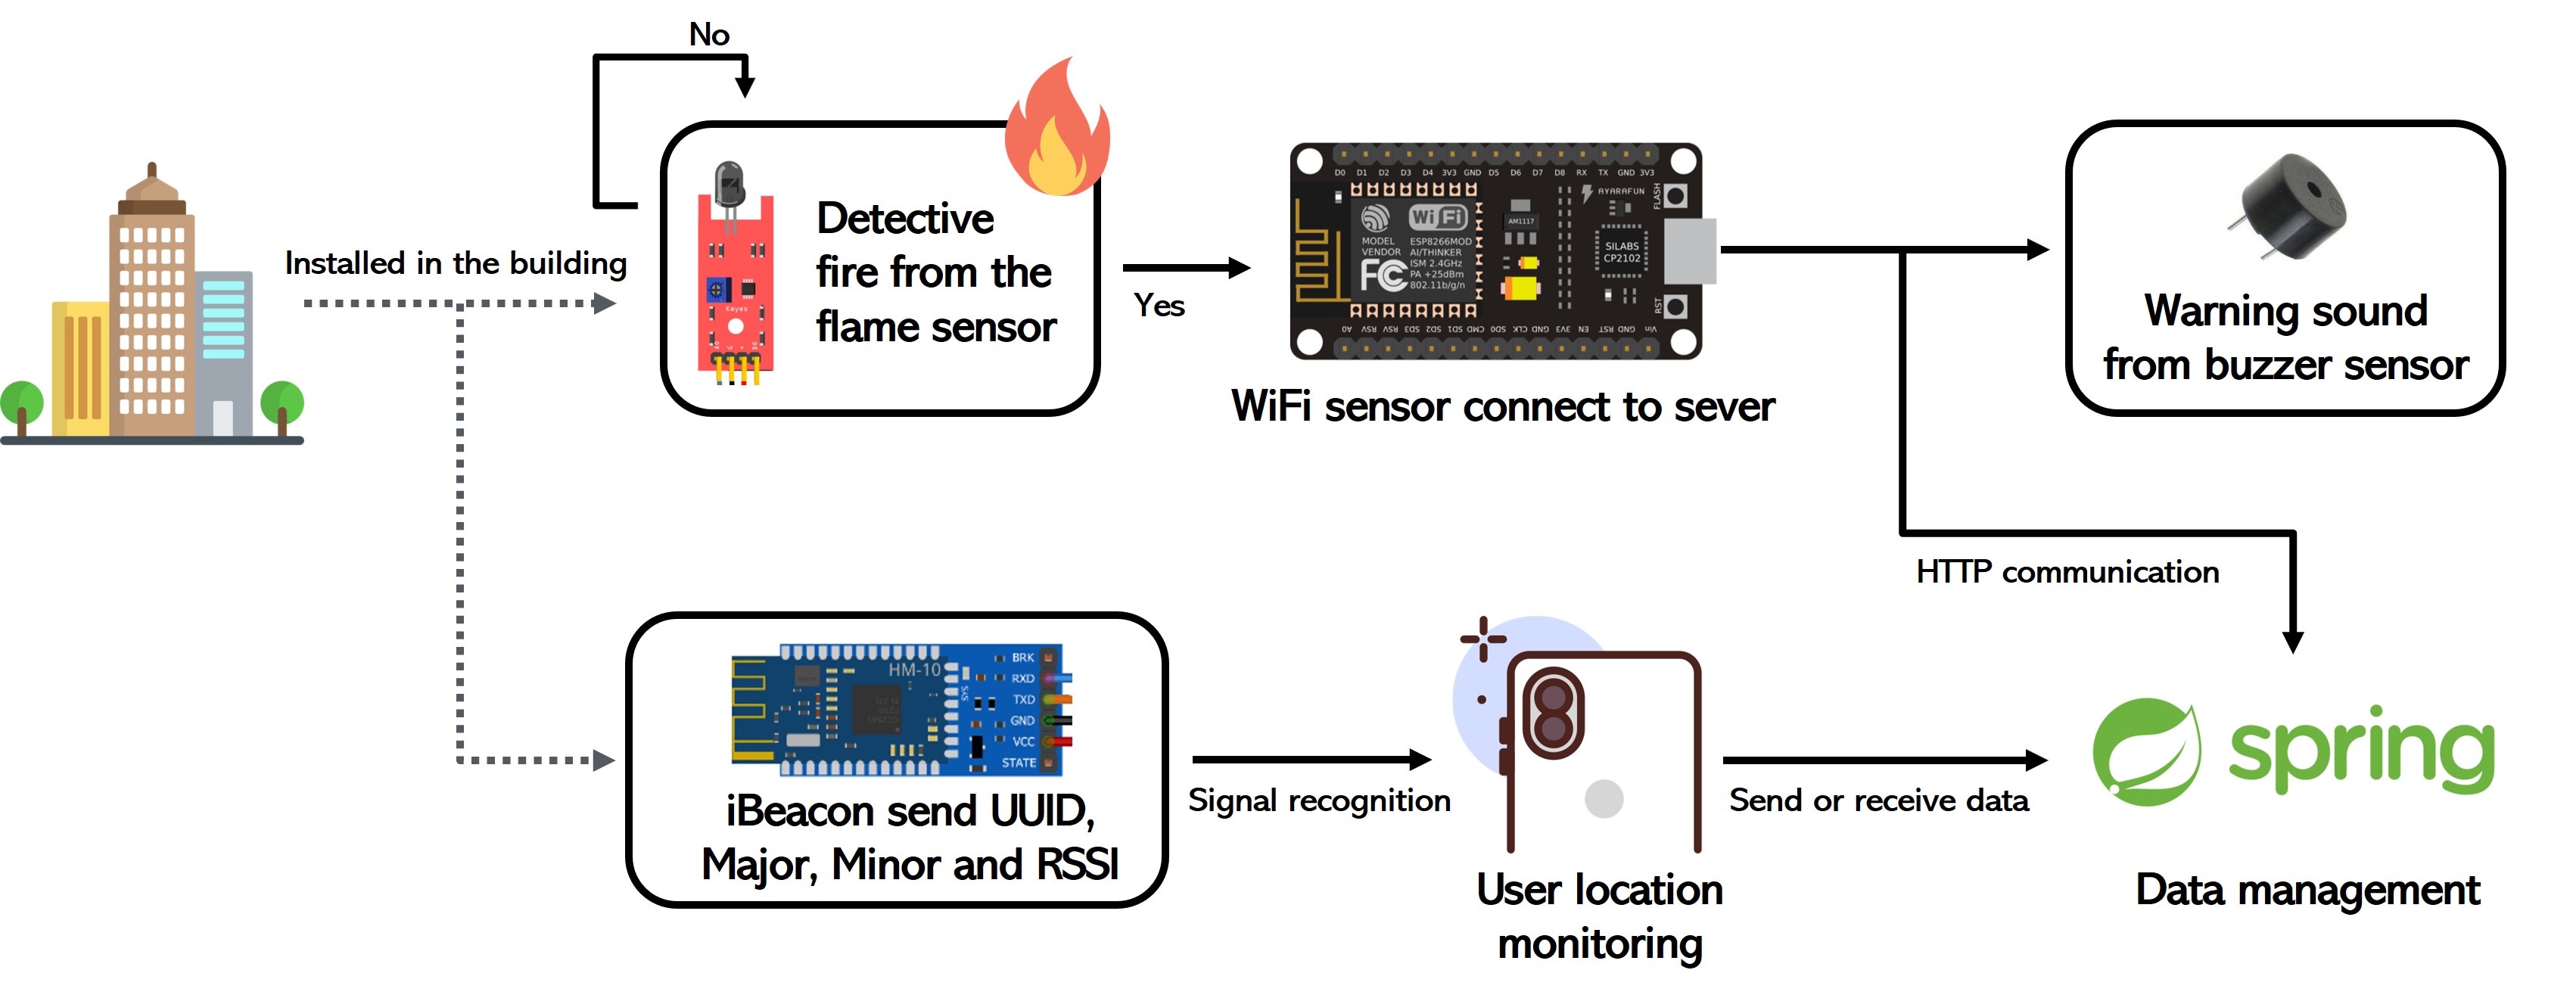 No
Installed in the building
Detective
fire from the
flame sensor
Keyes
Yes
D0 D1 D2 D3 D4 3V3 GND D5 D6 D7 D8 RX TX GND 3V3
AYARAFUN
FLASH
WiFi
MODEL
VENDOR
ESP8266MOD
AI/THINKER
ISM 2.4GHz
PA +25dBm
802.11b/g/n
FC
AM1117
SILABS
CP2102
RST
A0 RSV RSV SD3 SD2 SD1 CMD SD0 CLK GND 3V3 EN RST GND Vin
WiFi sensor connect to sever
Warning sound
from buzzer sensor
HTTP communication
HM-10
SYS
BRK
RXD
TXD
GND
VCC
STATE
iBeacon send UUID,
Major, Minor and RSSI
Signal recognition
User location
monitoring
Send or receive data
spring
Data management